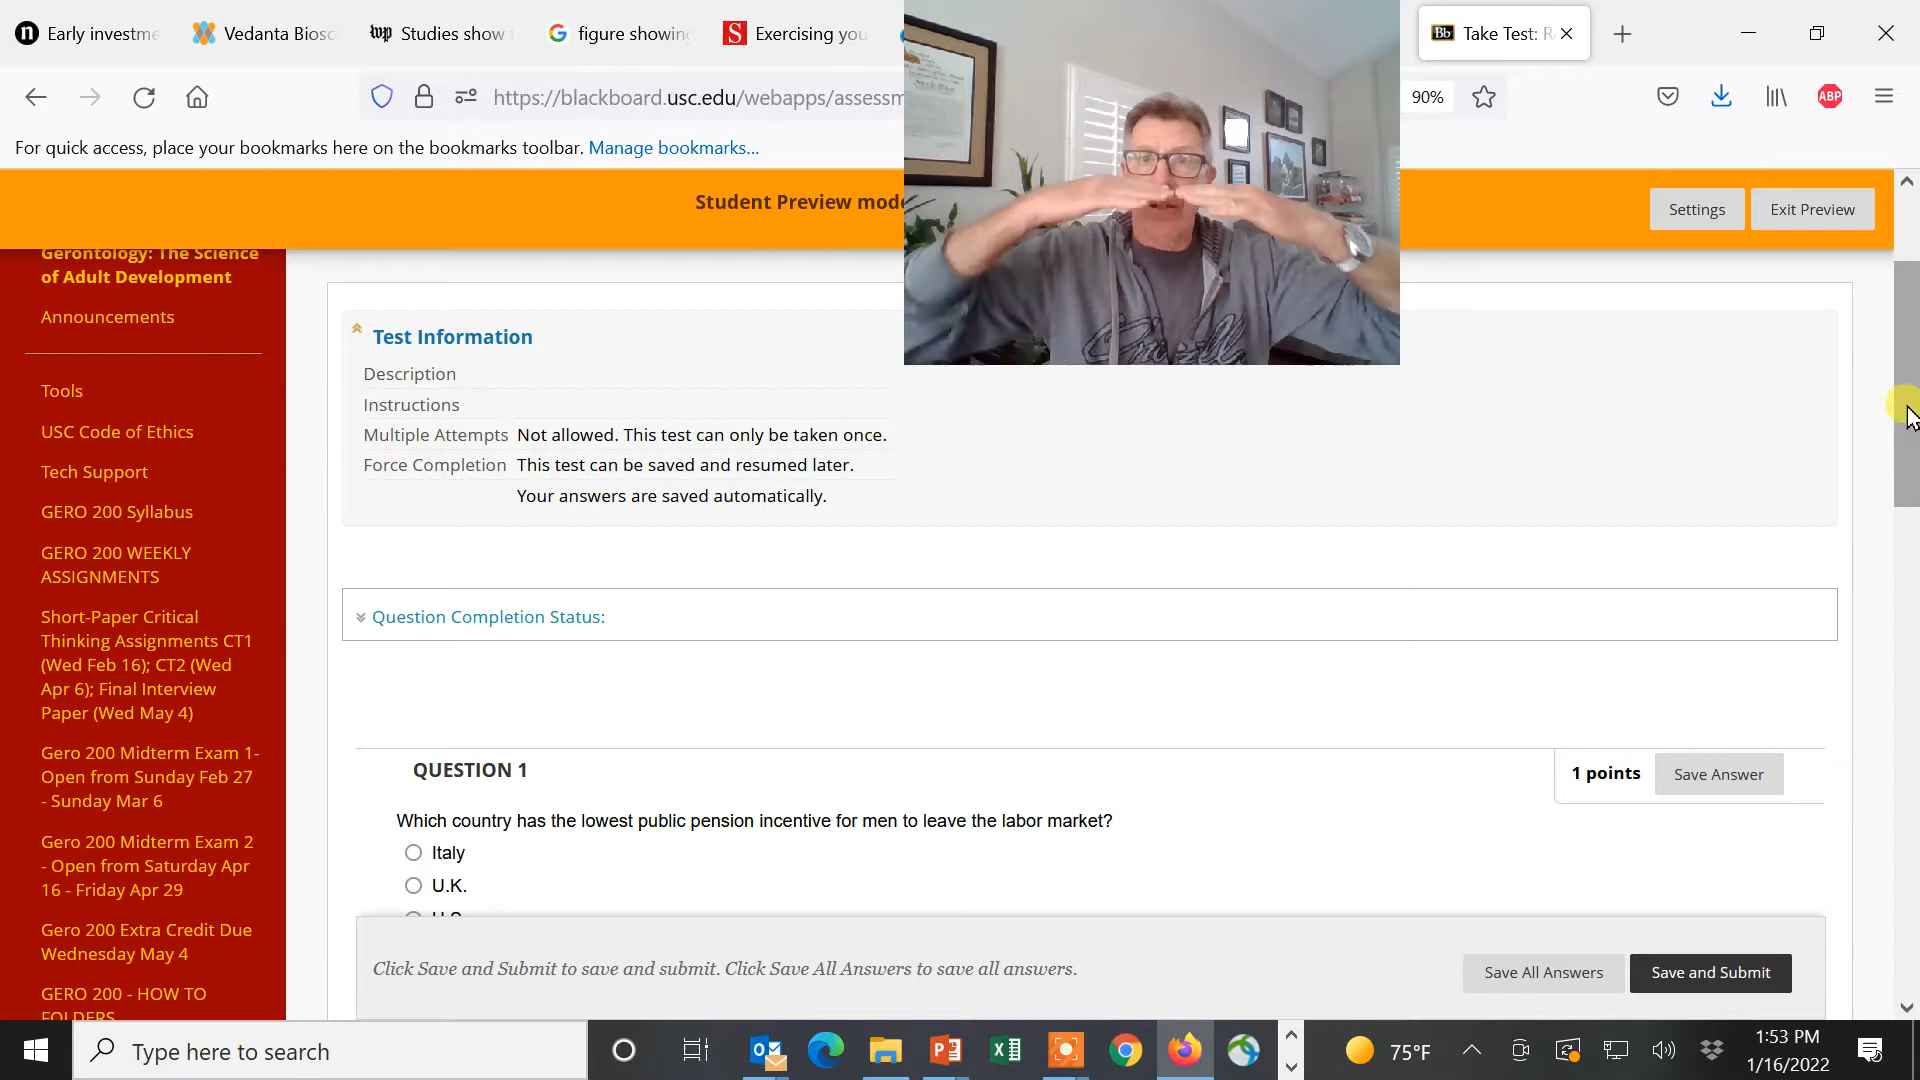 Early investme
Vedanta Biosc
wp Studies show
figure showing
S Exercising you
Bb Take Test: R
https://blackboard.usc.edu/webapps/assessm
90%
ABP
For quick access, place your bookmarks here on the bookmarks toolbar. Manage bookmarks...
Student Preview mode
Settings
Exit Preview
Gerontology: The Science
of Adult Development
Announcements
Tools
USC Code of Ethics
Tech Support
GERO 200 Syllabus
GERO 200 WEEKLY
ASSIGNMENTS
Short-Paper Critical
Thinking Assignments CT1
(Wed Feb 16); CT2 (Wed
Apr 6); Final Interview
Paper (Wed May 4)
Gero 200 Midterm Exam 1-
Open from Sunday Feb 27
- Sunday Mar 6
Gero 200 Midterm Exam 2
- Open from Saturday Apr
16 - Friday Apr 29
Gero 200 Extra Credit Due
Wednesday May 4
GERO 200 - HOW TO
FOLDERS
Test Information
Description
Instructions
Multiple Attempts Not allowed. This test can only be taken once.
Force Completion This test can be saved and resumed later.
Your answers are saved automatically.
Question Completion Status:
QUESTION 1
1 points
Save Answer
Which country has the lowest public pension incentive for men to leave the labor market?
Italy
U.K.
U.S.
Click Save and Submit to save and submit. Click Save All Answers to save all answers.
Save All Answers
Save and Submit
Type here to search
75°F
1:53 PM
1/16/2022